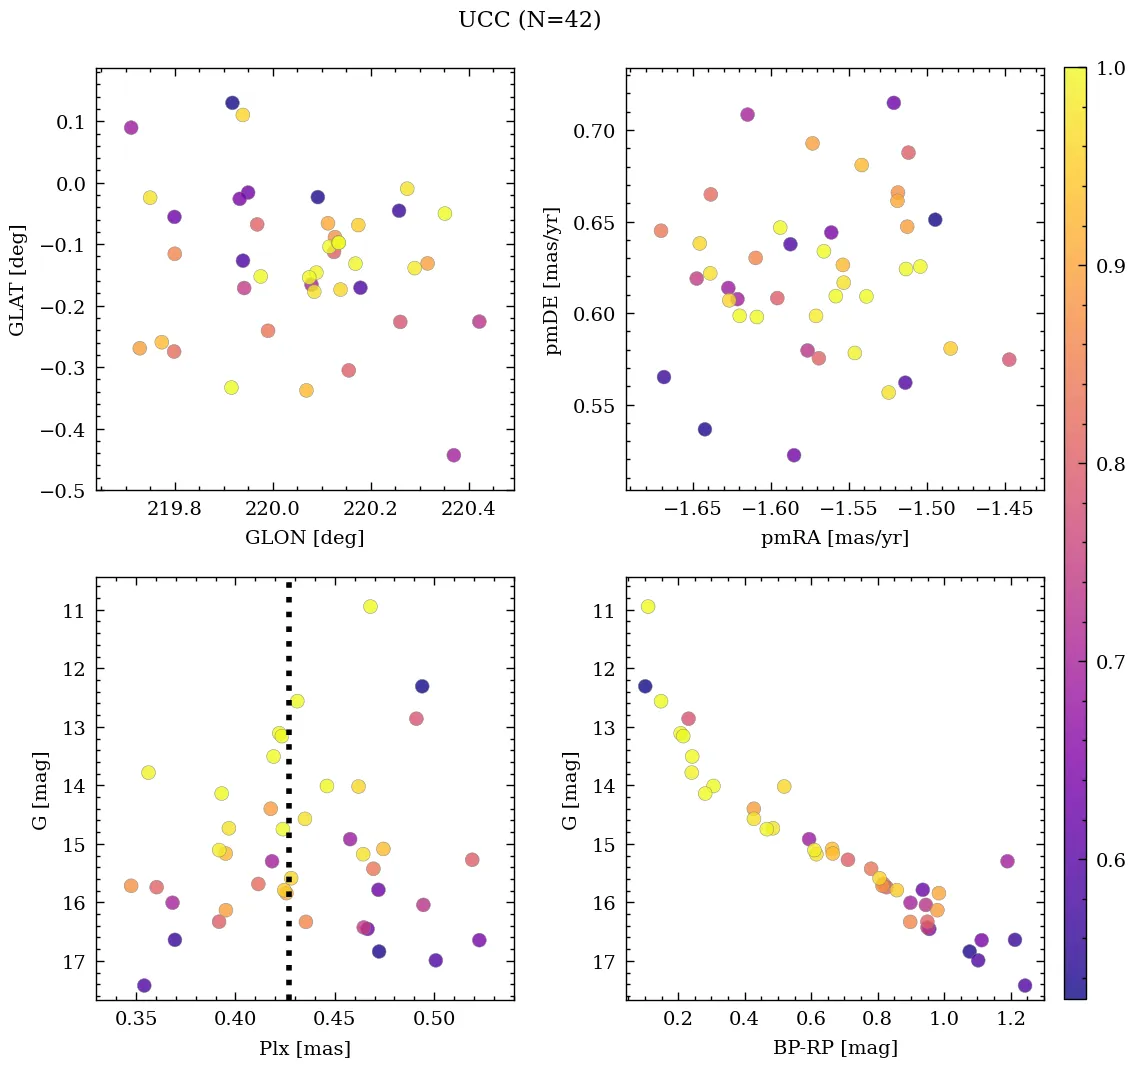 UCC (N=42)
0.1
0.0
−0.1
−0.2
−0.3
−0.4
−0.5
GLAT [deg]
219.8 220.0 220.2 220.4
GLON [deg]
0.70
0.65
0.60
0.55
pmDE [mas/yr]
−1.65 −1.60 −1.55 −1.50 −1.45
pmRA [mas/yr]
11
12
13
14
15
16
17
G [mag]
0.35 0.40 0.45 0.50
Plx [mas]
11
12
13
14
15
16
17
G [mag]
0.2 0.4 0.6 0.8 1.0 1.2
BP-RP [mag]
1.0
0.9
0.8
0.7
0.6